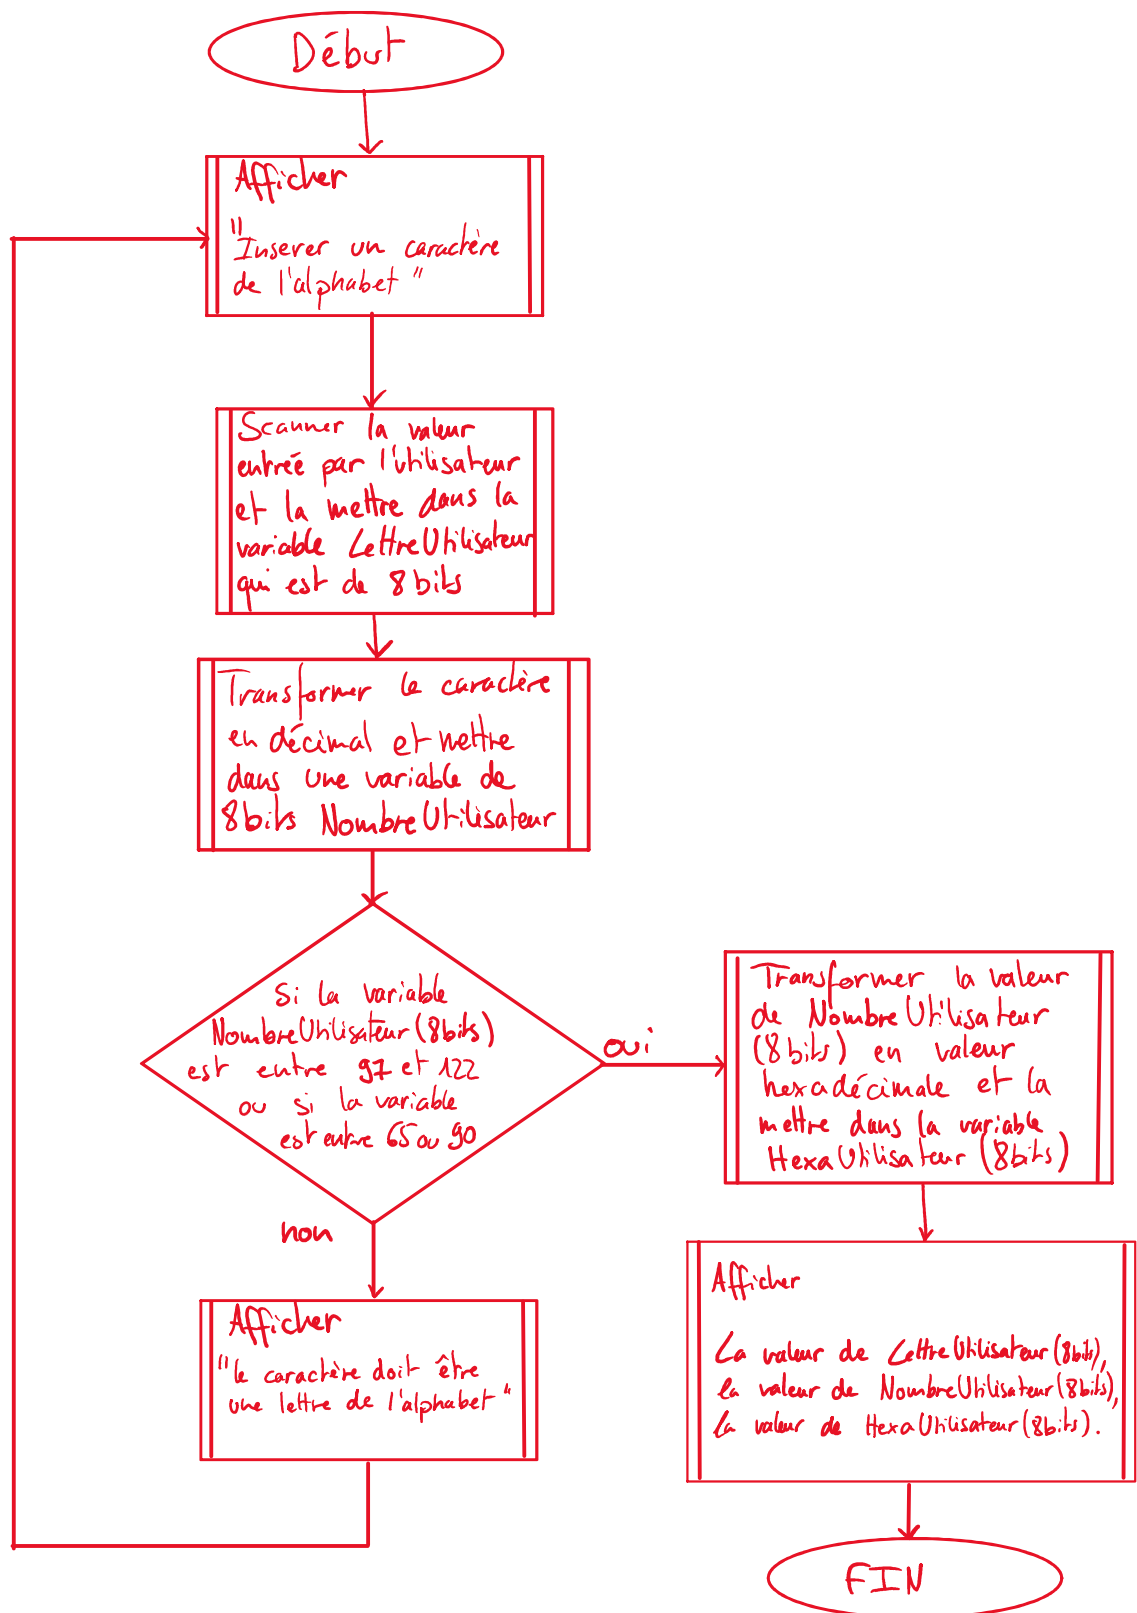 Début
Afficher
"Inserer un caractère
de l'alphabet"
Scanner la valeur
entreé par l'utilisateur
et la mettre dans la
variable LettreUtilisateur
qui est de 8bits
Transformer le caractère
en décimal et mettre
dans une variable de
8bits NombreUtilisateur
Si la variable
NombreUtilisateur (8bits)
est entre 97 et 122
ou si la variable
est entre 65 ou 90
oui
non
Transformer la valeur
de NombreUtilisateur
(8bits) en valeur
hexadécimale et la
mettre dans la variable
HexaUtilisateur (8bits)
Afficher
"le caractère doit être
une lettre de l'alphabet"
Afficher
La valeur de LettreUtilisateur (8bits),
la valeur de NombreUtilisateur (8bits),
la valeur de HexaUtilisateur (8bits).
FIN